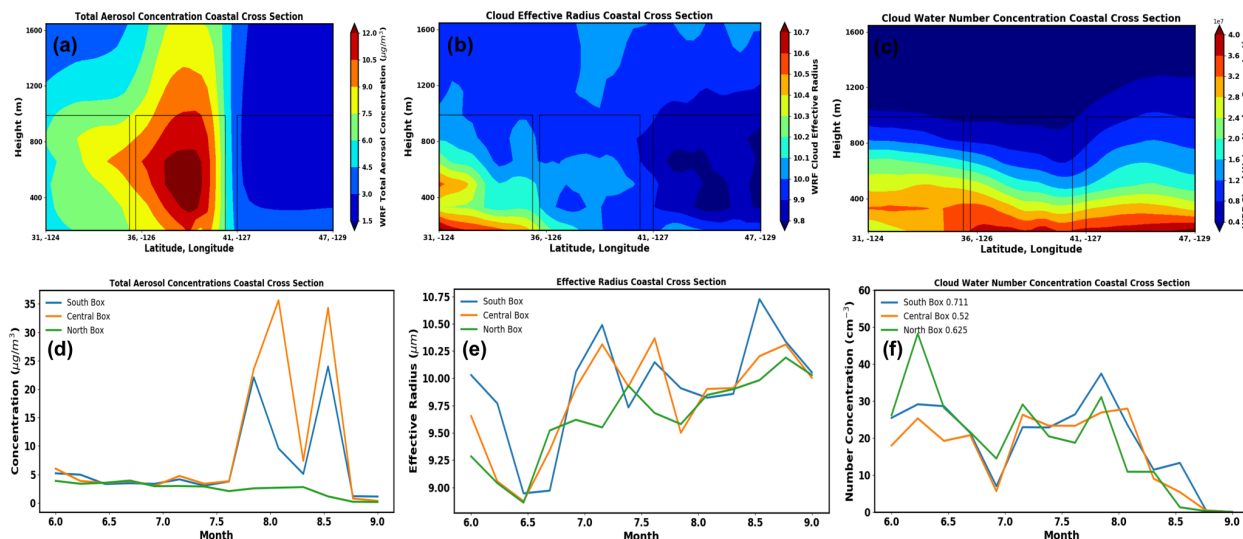 Total Aerosol Concentration Coastal Cross Section
(a)
Height (m)
1600
1200
800
400
31, -124
36, -126
41, -127
47, -129
Latitude, Longitude
12.0
10.5
9.0
7.5
6.0
4.5
3.0
1.5
WRF Total Aerosol Concentration (μg/m³)
Cloud Effective Radius Coastal Cross Section
(b)
Height (m)
1600
1200
800
400
31, -124
36, -126
41, -127
47, -129
Latitude, Longitude
10.7
10.6
10.5
10.4
10.3
10.2
10.1
10.0
9.9
9.8
WRF Cloud Effective Radius
Cloud Water Number Concentration Coastal Cross Section
(c)
Height (m)
1600
1200
800
400
31, -124
36, -126
41, -127
47, -129
Latitude, Longitude
1e7
4.0
3.6
3.2
2.8
2.4
2.0
1.6
1.2
0.8
0.4
Total Aerosol Concentrations Coastal Cross Section
South Box
Central Box
North Box
(d)
Concentration (μg/m³)
35
30
25
20
15
10
5
0
6.0
6.5
7.0
7.5
8.0
8.5
9.0
Month
Effective Radius Coastal Cross Section
South Box
Central Box
North Box
(e)
Effective Radius (μm)
10.75
10.50
10.25
10.00
9.75
9.50
9.25
9.00
6.0
6.5
7.0
7.5
8.0
8.5
9.0
Month
Cloud Water Number Concentration Coastal Cross Section
South Box 0.711
Central Box 0.52
North Box 0.625
(f)
Number Concentration (cm⁻³)
60
50
40
30
20
10
0
6.0
6.5
7.0
7.5
8.0
8.5
9.0
Month